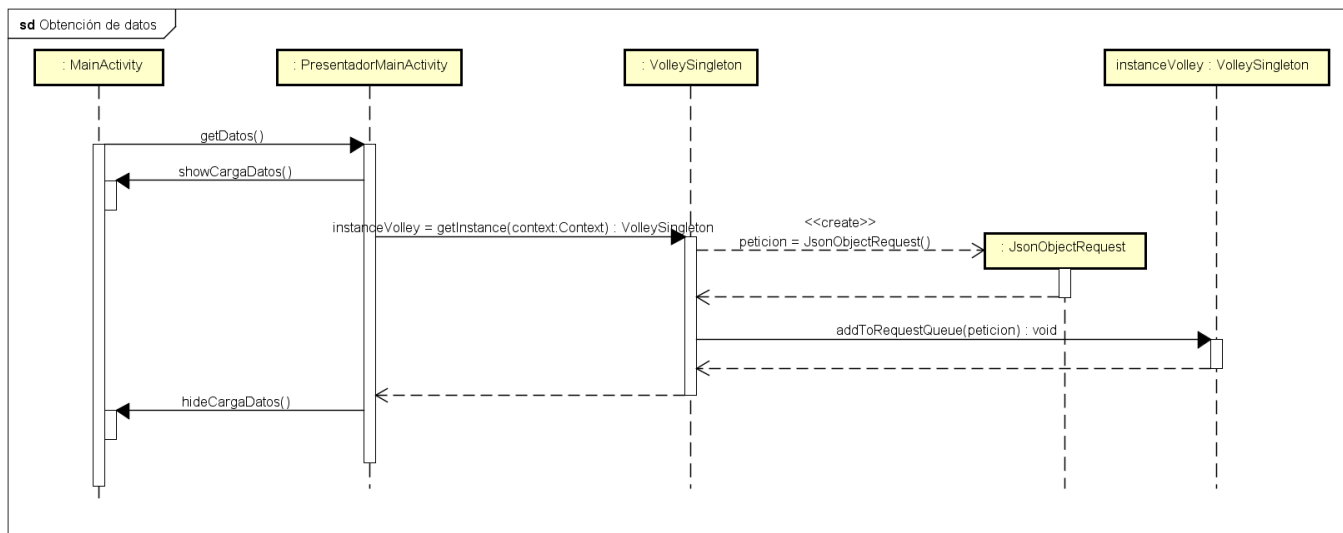 sd Obtención de datos
: MainActivity
: PresentadorMainActivity
: VolleySingleton
instanceVolley : VolleySingleton
getDatos()
showCargaDatos()
instanceVolley = getInstance(context:Context) : VolleySingleton
<<create>>
peticion = JsonObjectRequest()
: JsonObjectRequest
addToRequestQueue(peticion) : void
hideCargaDatos()